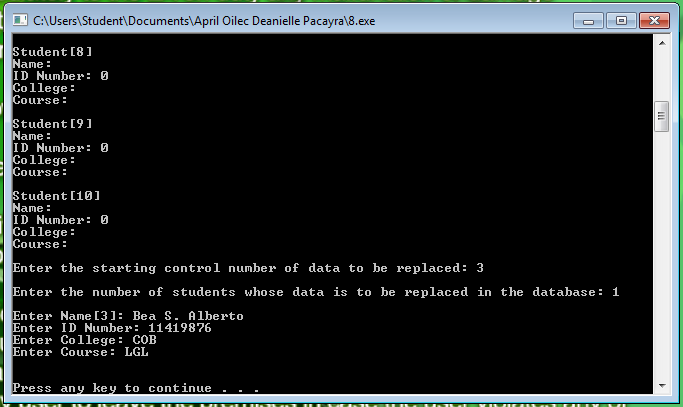 C:\Users\Student\Documents\April Oilec Deanielle Pacayra\8.exe
Student[8]
Name:
ID Number: 0
College:
Course:
Student[9]
Name:
ID Number: 0
College:
Course:
Student[10]
Name:
ID Number: 0
College:
Course:
Enter the starting control number of data to be replaced: 3
Enter the number of students whose data is to be replaced in the database: 1
Enter Name[3]: Bea S. Alberto
Enter ID Number: 11419876
Enter College: COB
Enter Course: LGL
Press any key to continue . . .